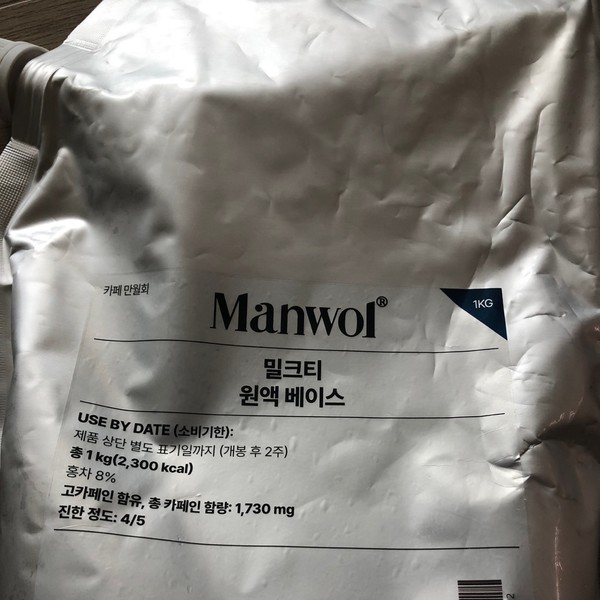 카페 만월회
Manwol®
1KG
밀크티
원액 베이스
USE BY DATE (소비기한):
제품 상단 별도 표기일까지 (개봉 후 2주)
총 1 kg(2,300 kcal)
홍차 8%
고카페인 함유, 총 카페인 함량: 1,730 mg
진한 정도: 4/5
2